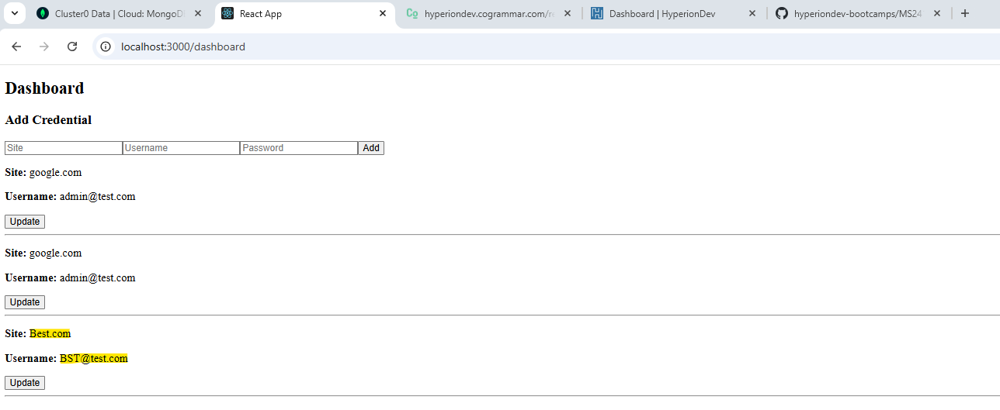 Cluster0 Data | Cloud: MongoD
React App
hyperiondev.cogrammar.com/re
Dashboard | HyperionDev
hyperiondev-bootcamps/MS24
localhost:3000/dashboard
Dashboard
Add Credential
Site Username Password Add
Site: google.com
Username: admin@test.com
Update
Site: google.com
Username: admin@test.com
Update
Site: Best.com
Username: BST@test.com
Update